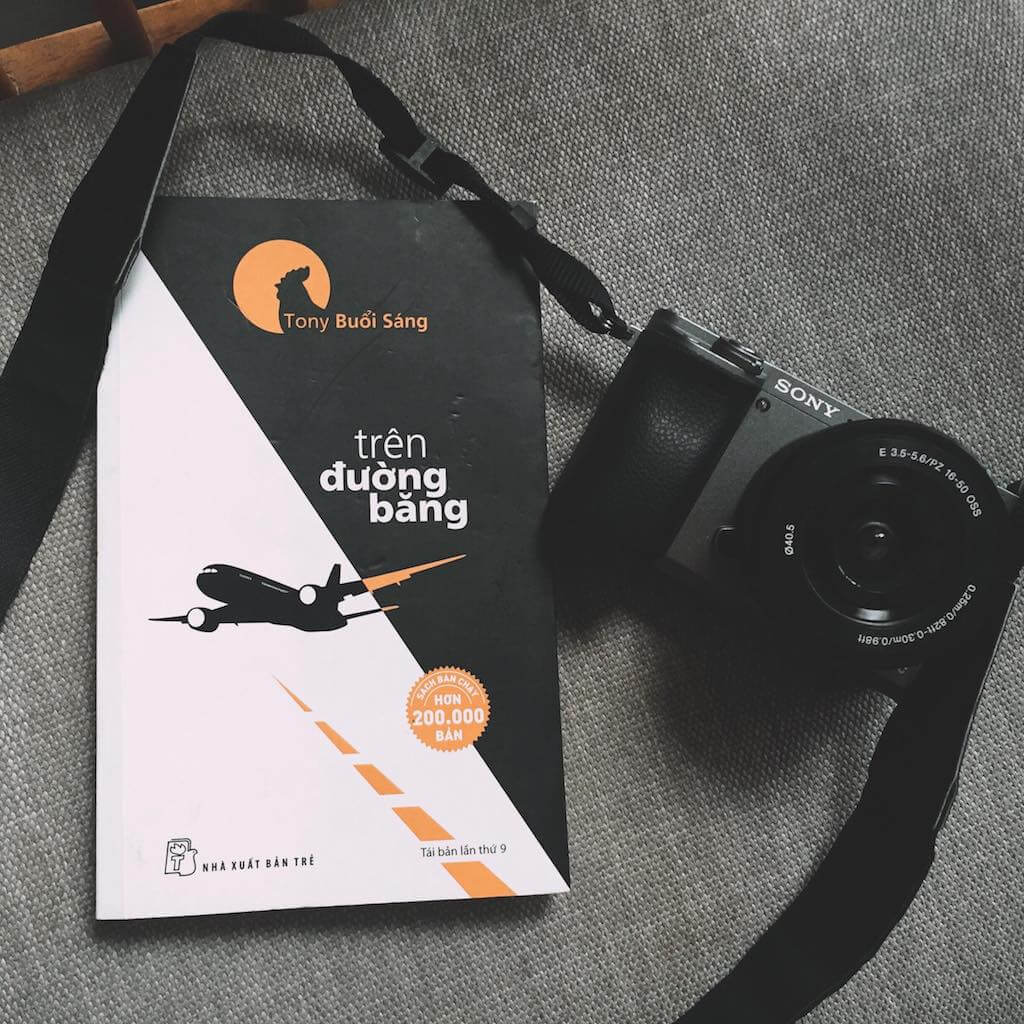 Tony Buổi Sáng
trên
đường
băng
SÁCH BÁN CHẠY
HƠN
200.000
BẢN
Tái bản lần thứ 9
T
NHÀ XUẤT BẢN TRẺ
SONY
E 3.5-5.6/PZ 16-50 OSS
Ø40.5
0.25m/0.82ft-0.30m/0.98ft